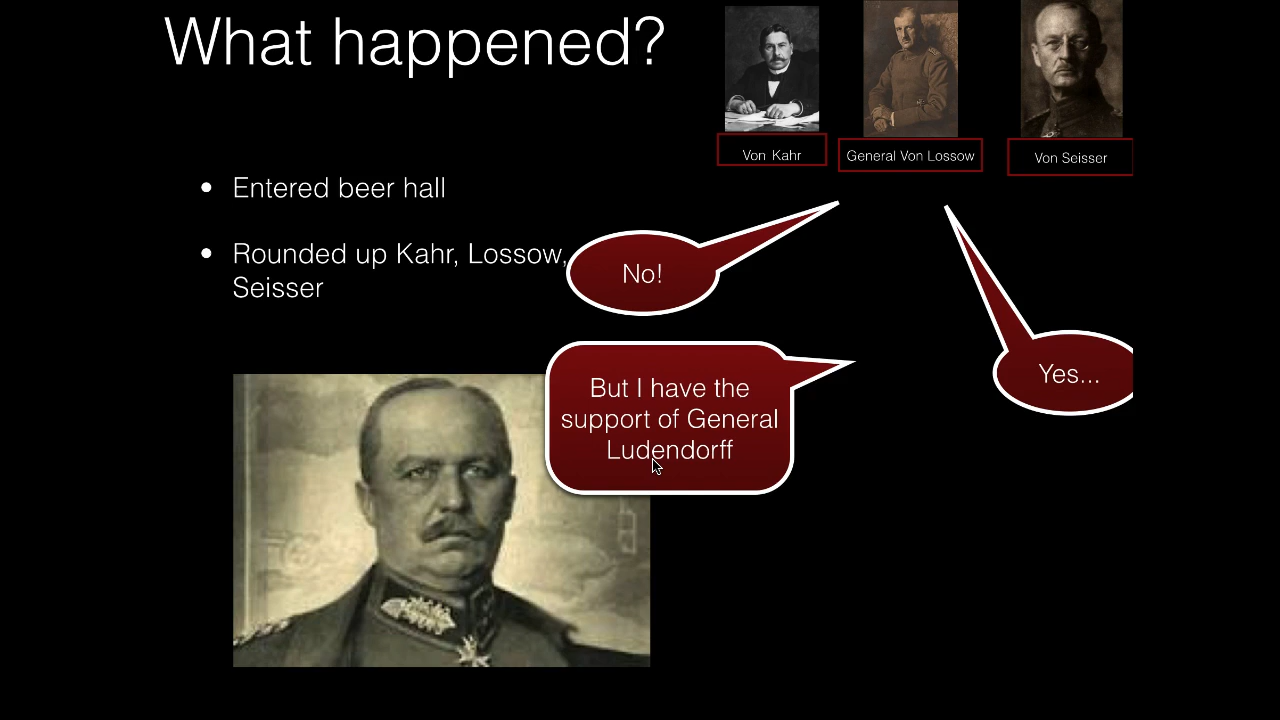 What happened?
Von Kahr
General Von Lossow
Von Seisser
• Entered beer hall
• Rounded up Kahr, Lossow,
Seisser
No!
Yes...
But I have the
support of General
Ludendorff